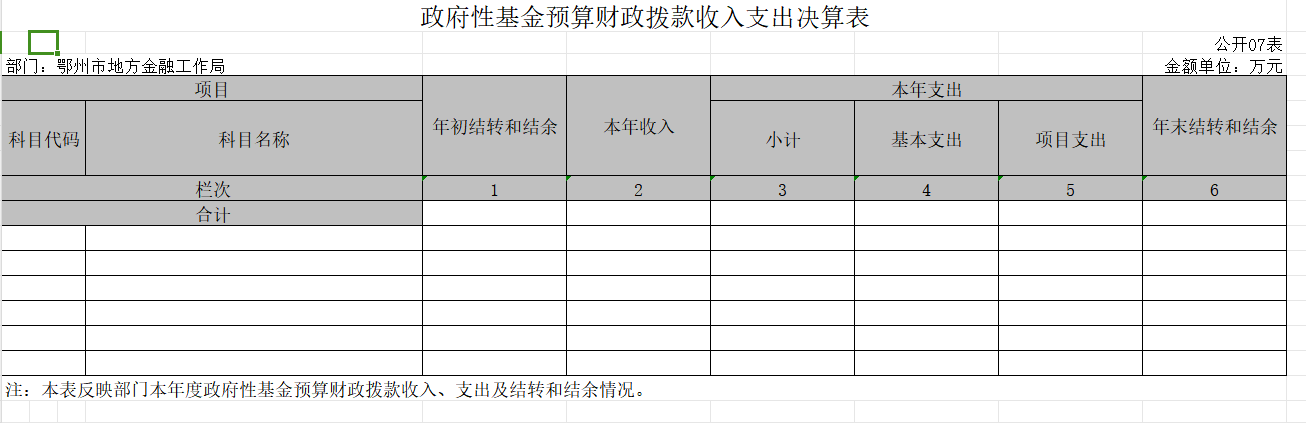 政府性基金预算财政拨款收入支出决算表
公开07表
部门：鄂州市地方金融工作局
金额单位：万元
项目
年初结转和结余
本年收入
本年支出
年末结转和结余
科目代码
科目名称
小计
基本支出
项目支出
栏次
1
2
3
4
5
6
合计
注：本表反映部门本年度政府性基金预算财政拨款收入、支出及结转和结余情况。